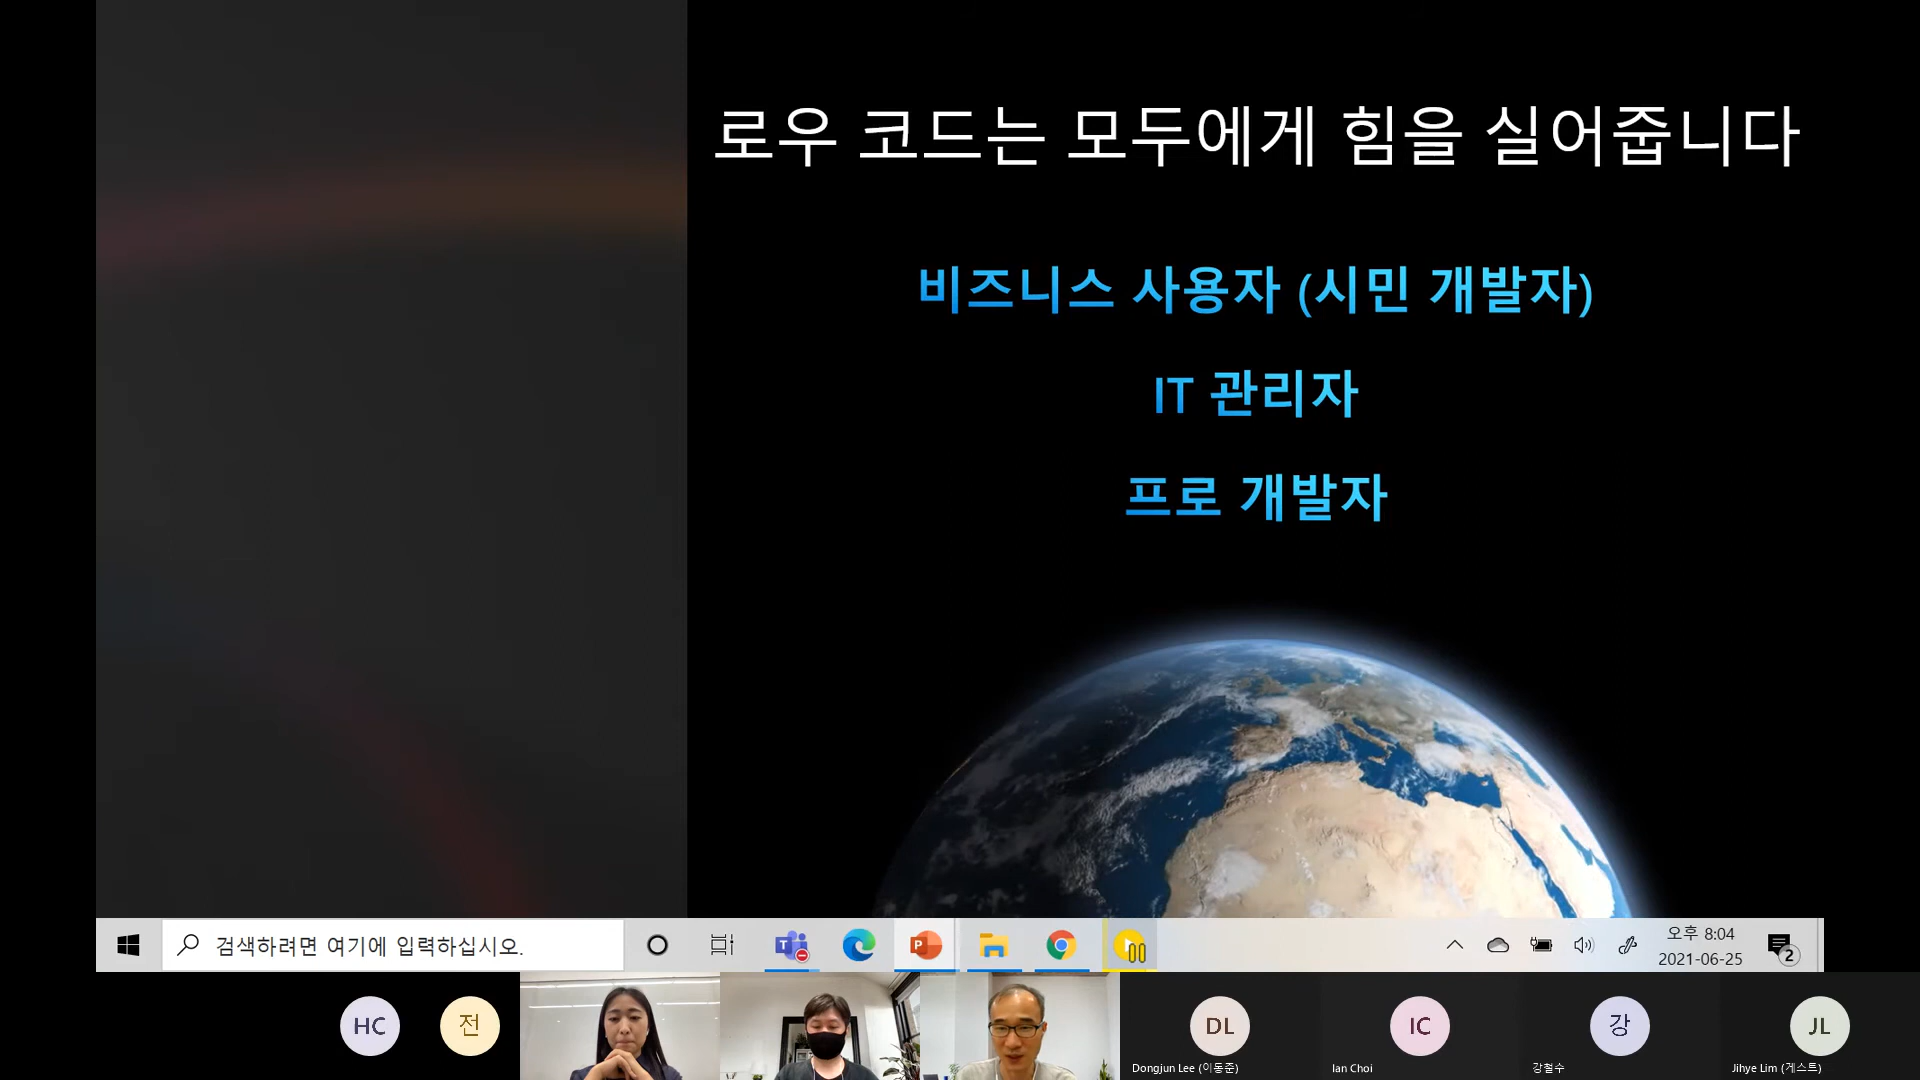 로우 코드는 모두에게 힘을 실어줍니다
비즈니스 사용자 (시민 개발자)
IT 관리자
프로 개발자
검색하려면 여기에 입력하십시오.
오후 8:04
2021-06-25
2
HC
전
DL
IC
강
JL
Dongjun Lee (이동준)
Ian Choi
강철수
Jihye Lim (게스트)